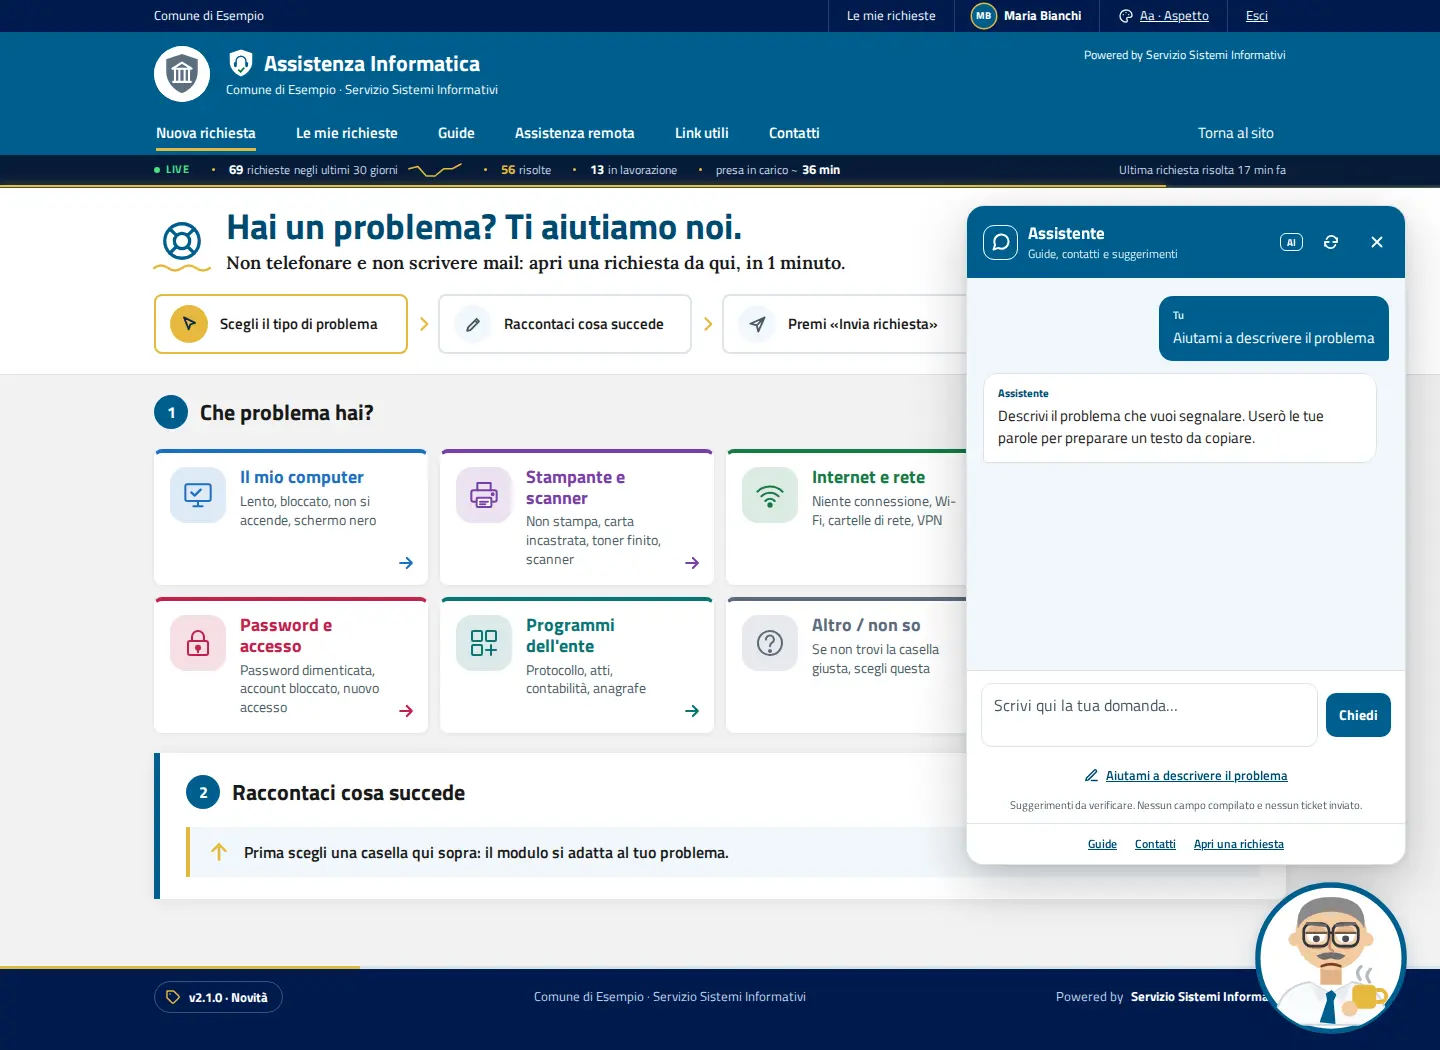 Comune di Esempio
Le mie richieste
MB
Maria Bianchi
Aa · Aspetto
Esci
Assistenza Informatica
Comune di Esempio · Servizio Sistemi Informativi
Powered by Servizio Sistemi Informativi
Nuova richiesta
Le mie richieste
Guide
Assistenza remota
Link utili
Contatti
Torna al sito
LIVE
69 richieste negli ultimi 30 giorni
56 risolte
13 in lavorazione
presa in carico ~ 36 min
Ultima richiesta risolta 17 min fa
Hai un problema? Ti aiutiamo noi.
Non telefonare e non scrivere mail: apri una richiesta da qui, in 1 minuto.
Scegli il tipo di problema
Raccontaci cosa succede
Premi «Invia richiesta»
1
Che problema hai?
Il mio computer
Lento, bloccato, non si
accende, schermo nero
Stampante e
scanner
Non stampa, carta
incastrata, toner finito,
scanner
Internet e rete
Niente connessione, Wi-
Fi, cartelle di rete, VPN
Password e
accesso
Password dimenticata,
account bloccato, nuovo
accesso
Programmi
dell'ente
Protocollo, atti,
contabilità, anagrafe
Altro / non so
Se non trovi la casella
giusta, scegli questa
2
Raccontaci cosa succede
Prima scegli una casella qui sopra: il modulo si adatta al tuo problema.
Assistente
Guide, contatti e suggerimenti
AI
Tu
Aiutami a descrivere il problema
Assistente
Descrivi il problema che vuoi segnalare. Userò le tue
parole per preparare un testo da copiare.
Scrivi qui la tua domanda...
Chiedi
Aiutami a descrivere il problema
Suggerimenti da verificare. Nessun campo compilato e nessun ticket inviato.
Guide
Contatti
Apri una richiesta
v2.1.0 · Novità
Comune di Esempio · Servizio Sistemi Informativi
Powered by Servizio Sistemi Informa